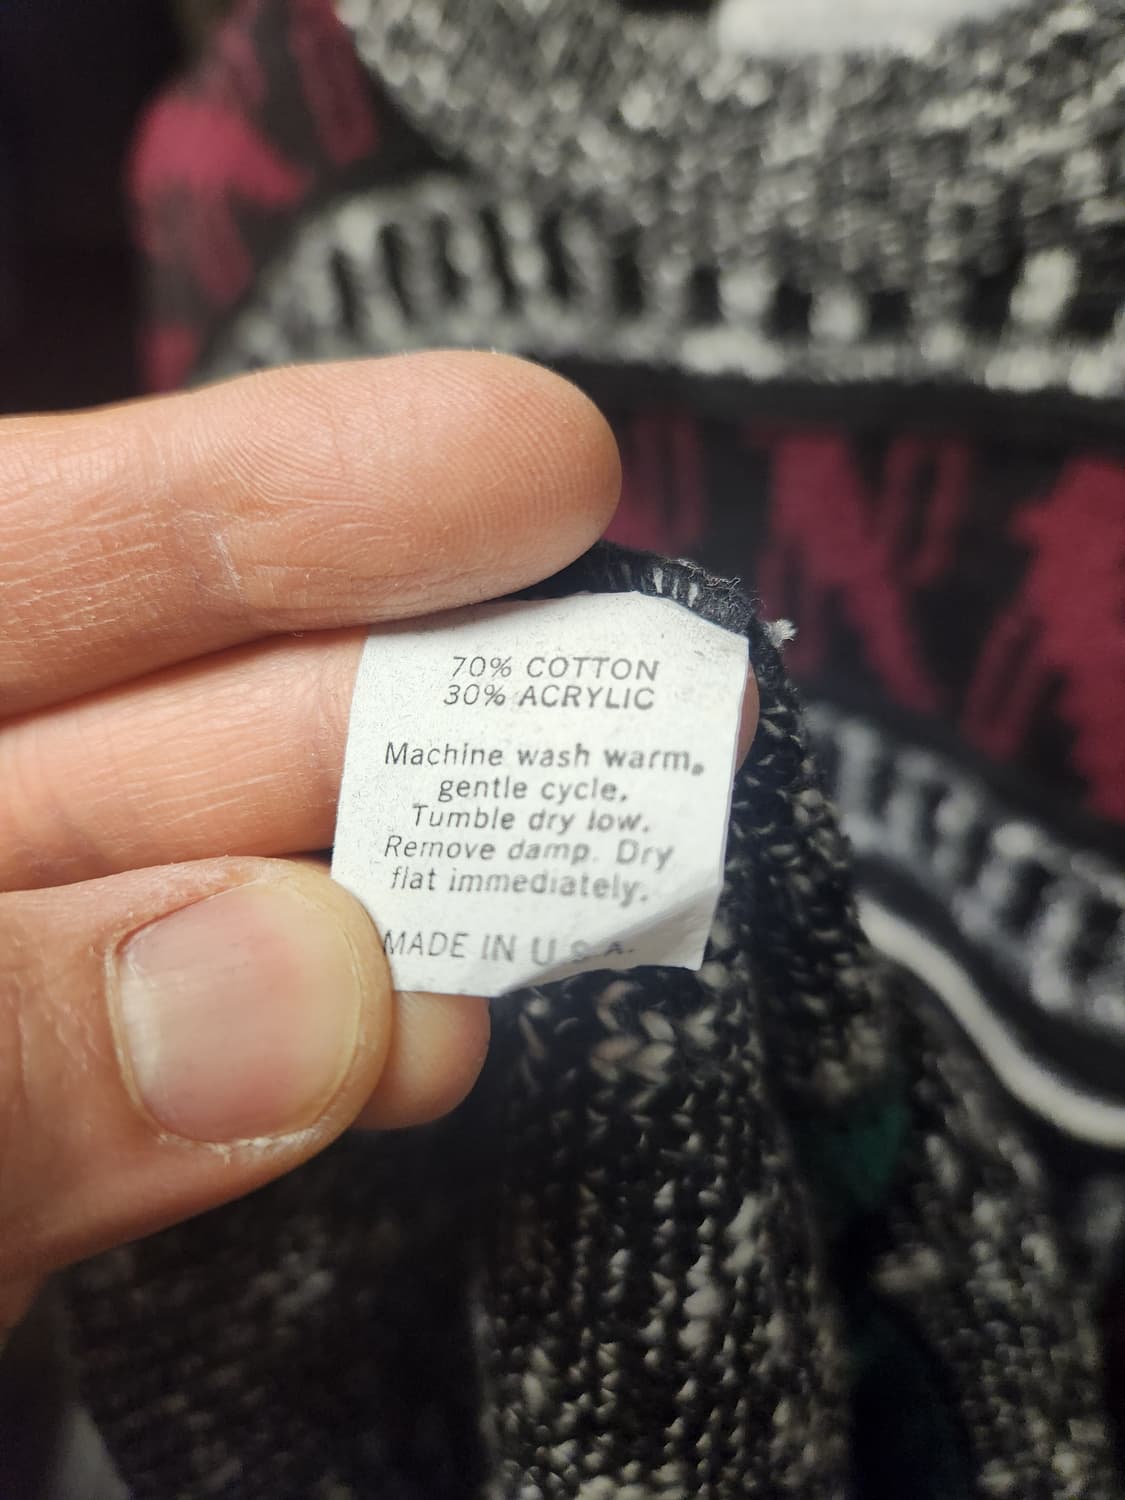 70% COTTON
30% ACRYLIC
Machine wash warm,
gentle cycle.
Tumble dry low.
Remove damp. Dry
flat immediately.
MADE IN U.S.A.